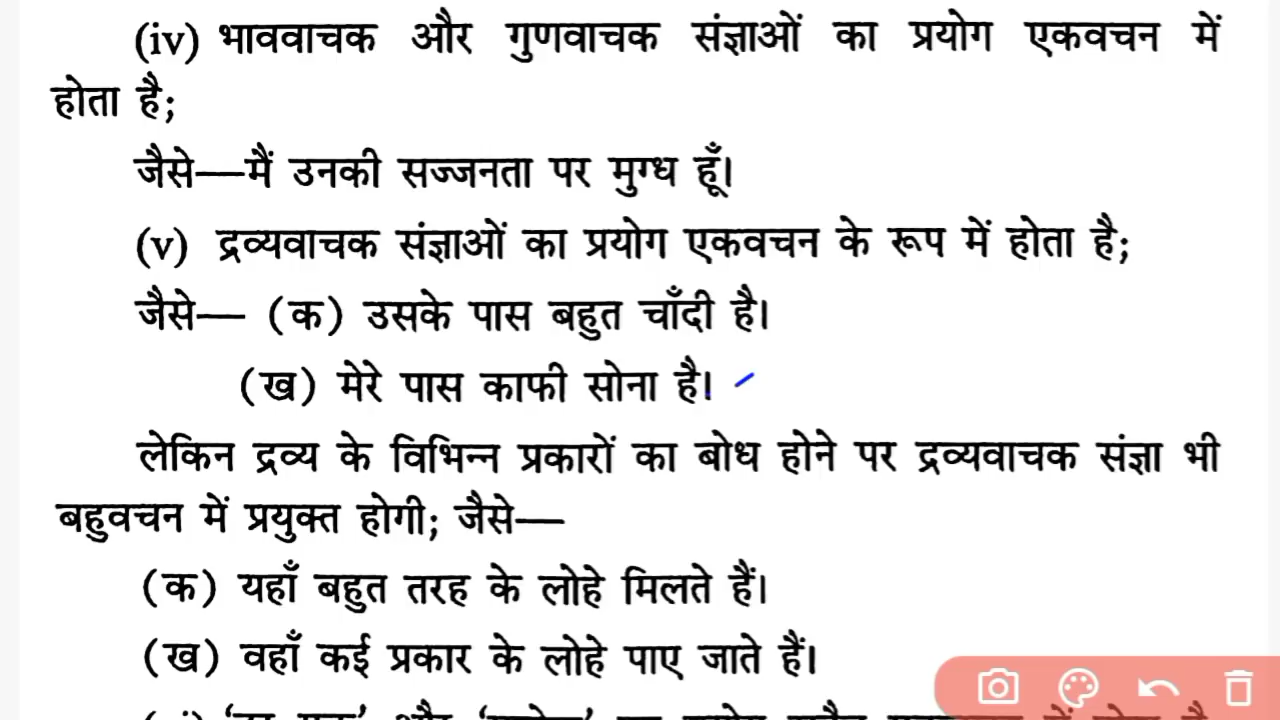 (iv) भाववाचक और गुणवाचक संज्ञाओं का प्रयोग एकवचन में
होता है;
जैसे—मैं उनकी सज्जनता पर मुग्ध हूँ।
(v) द्रव्यवाचक संज्ञाओं का प्रयोग एकवचन के रूप में होता है;
जैसे— (क) उसके पास बहुत चाँदी है।
(ख) मेरे पास काफी सोना है।
लेकिन द्रव्य के विभिन्न प्रकारों का बोध होने पर द्रव्यवाचक संज्ञा भी
बहुवचन में प्रयुक्त होगी; जैसे—
(क) यहाँ बहुत तरह के लोहे मिलते हैं।
(ख) वहाँ कई प्रकार के लोहे पाए जाते हैं।